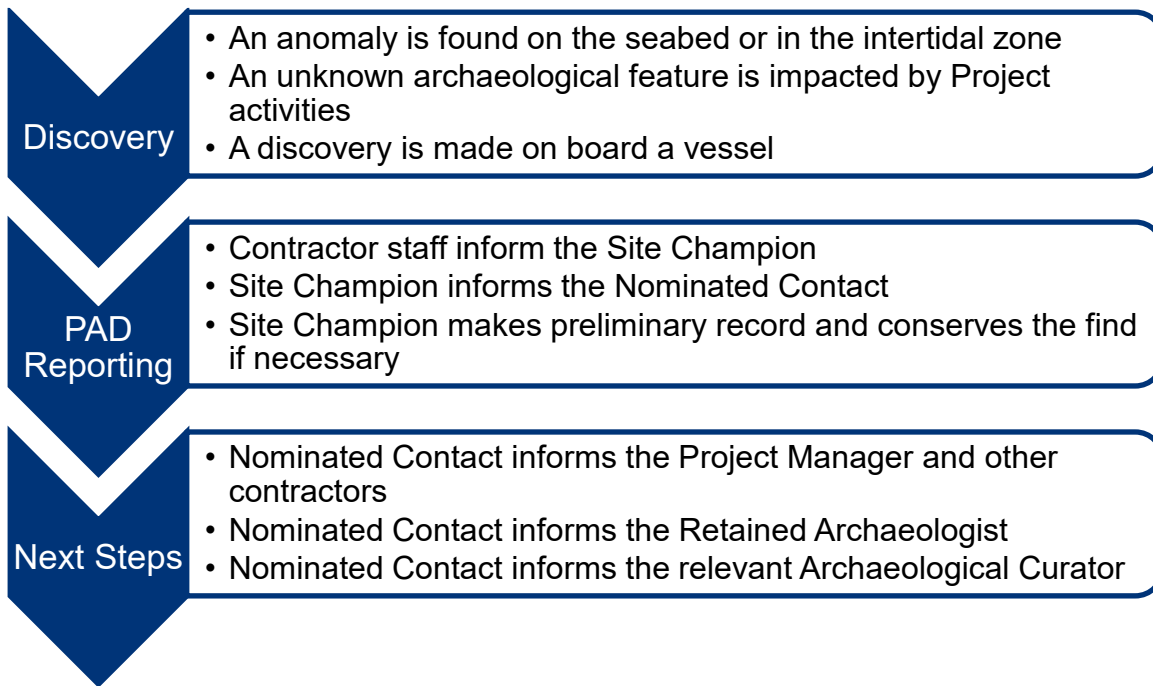 Discovery
• An anomaly is found on the seabed or in the intertidal zone
• An unknown archaeological feature is impacted by Project
activities
• A discovery is made on board a vessel
PAD
Reporting
• Contractor staff inform the Site Champion
• Site Champion informs the Nominated Contact
• Site Champion makes preliminary record and conserves the find
if necessary
Next Steps
• Nominated Contact informs the Project Manager and other
contractors
• Nominated Contact informs the Retained Archaeologist
• Nominated Contact informs the relevant Archaeological Curator